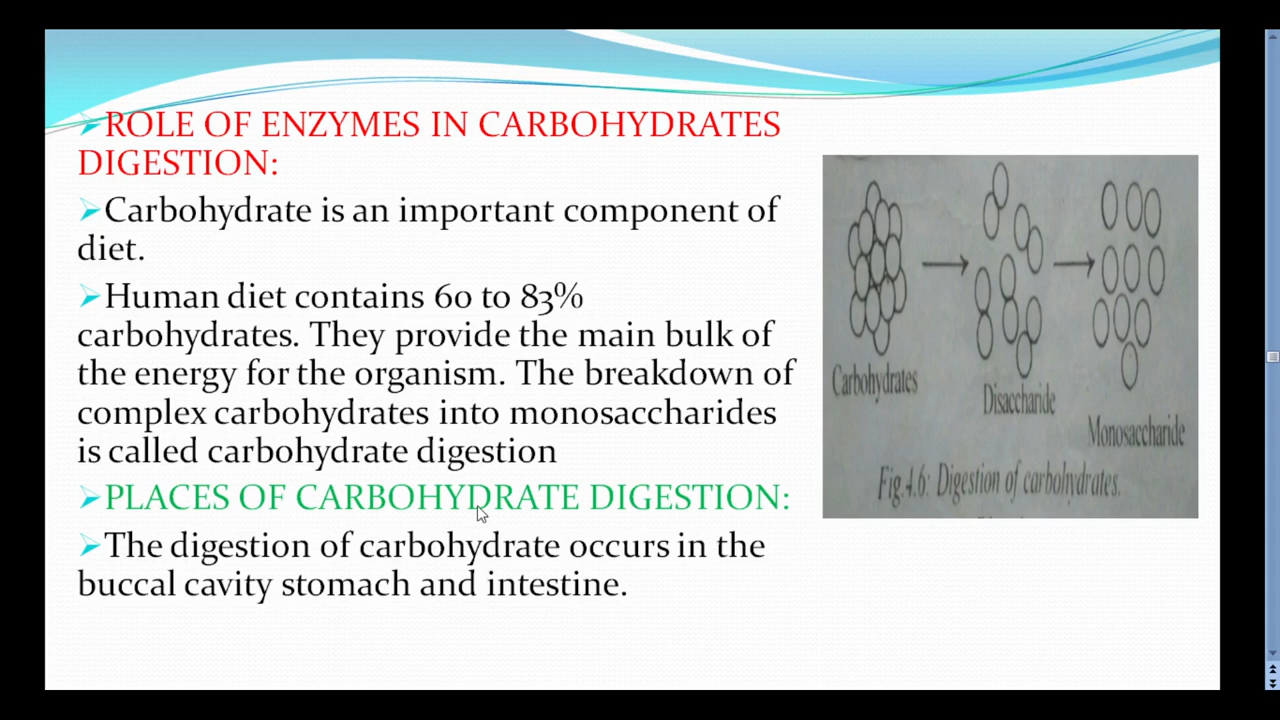 ROLE OF ENZYMES IN CARBOHYDRATES
DIGESTION:
Carbohydrate is an important component of
diet.
Human diet contains 60 to 83%
carbohydrates. They provide the main bulk of
the energy for the organism. The breakdown of
complex carbohydrates into monosaccharides
is called carbohydrate digestion
PLACES OF CARBOHYDRATE DIGESTION:
The digestion of carbohydrate occurs in the
buccal cavity stomach and intestine.
Carbohydrates
Disaccharide
Monosaccharide
Fig.4.6: Digestion of carbohydrates.